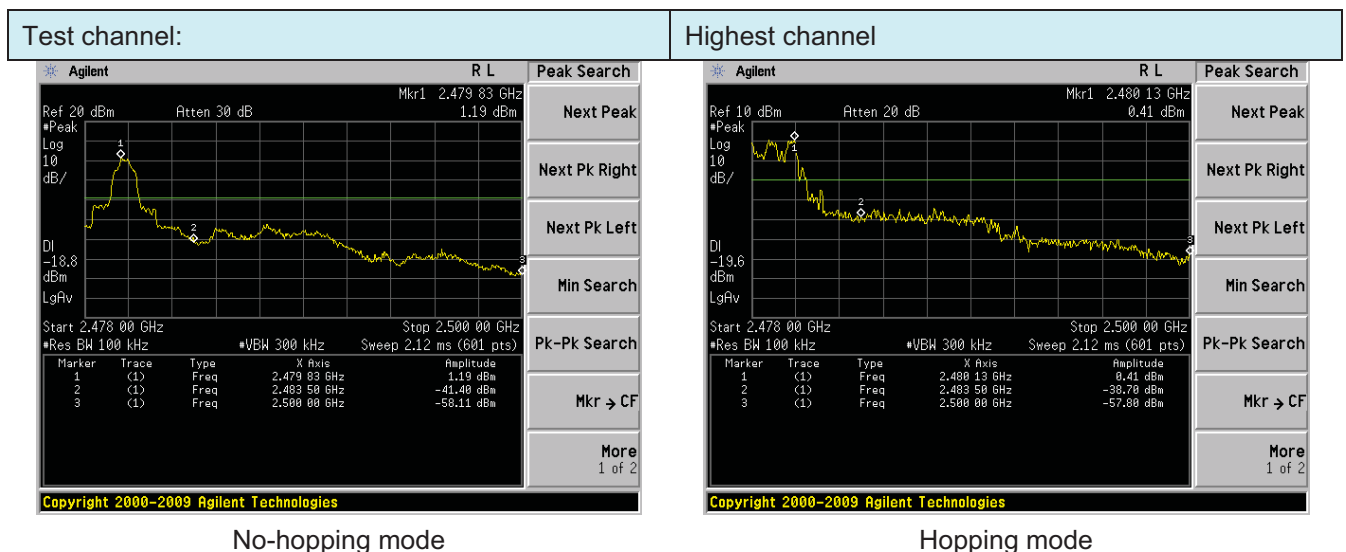 Test channel: Highest channel
Agilent R L Peak Search
Mkr1 2.479 83 GHz
Ref 20 dBm Atten 30 dB 1.19 dBm
#Peak
Log
10
dB/
1
2
3
DI
-18.8
dBm
LgAv
Start 2.478 00 GHz Stop 2.500 00 GHz
#Res BW 100 kHz #VBW 300 kHz Sweep 2.12 ms (601 pts)
Marker Trace Type X Axis Amplitude
1 (1) Freq 2.479 83 GHz 1.19 dBm
2 (1) Freq 2.483 50 GHz -41.40 dBm
3 (1) Freq 2.500 00 GHz -58.11 dBm
Next Peak
Next Pk Right
Next Pk Left
Min Search
Pk-Pk Search
Mkr → CF
More
1 of 2
Copyright 2000-2009 Agilent Technologies
No-hopping mode
Agilent R L Peak Search
Mkr1 2.480 13 GHz
Ref 10 dBm Atten 20 dB 0.41 dBm
#Peak
Log
10
dB/
1
2
3
DI
-19.6
dBm
LgAv
Start 2.478 00 GHz Stop 2.500 00 GHz
#Res BW 100 kHz #VBW 300 kHz Sweep 2.12 ms (601 pts)
Marker Trace Type X Axis Amplitude
1 (1) Freq 2.480 13 GHz 0.41 dBm
2 (1) Freq 2.483 50 GHz -38.70 dBm
3 (1) Freq 2.500 00 GHz -57.80 dBm
Next Peak
Next Pk Right
Next Pk Left
Min Search
Pk-Pk Search
Mkr → CF
More
1 of 2
Copyright 2000-2009 Agilent Technologies
Hopping mode